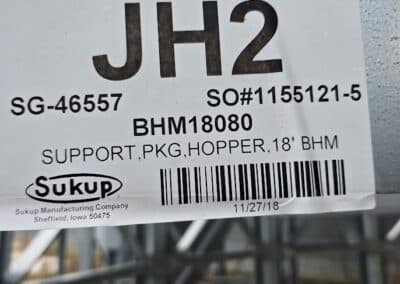 JH2
SG-46557 SO#1155121-5
BHM18080
SUPPORT,PKG,HOPPER,18' BHM
Sukup
Sukup Manufacturing Company
Sheffield, Iowa 50475
11/27/18